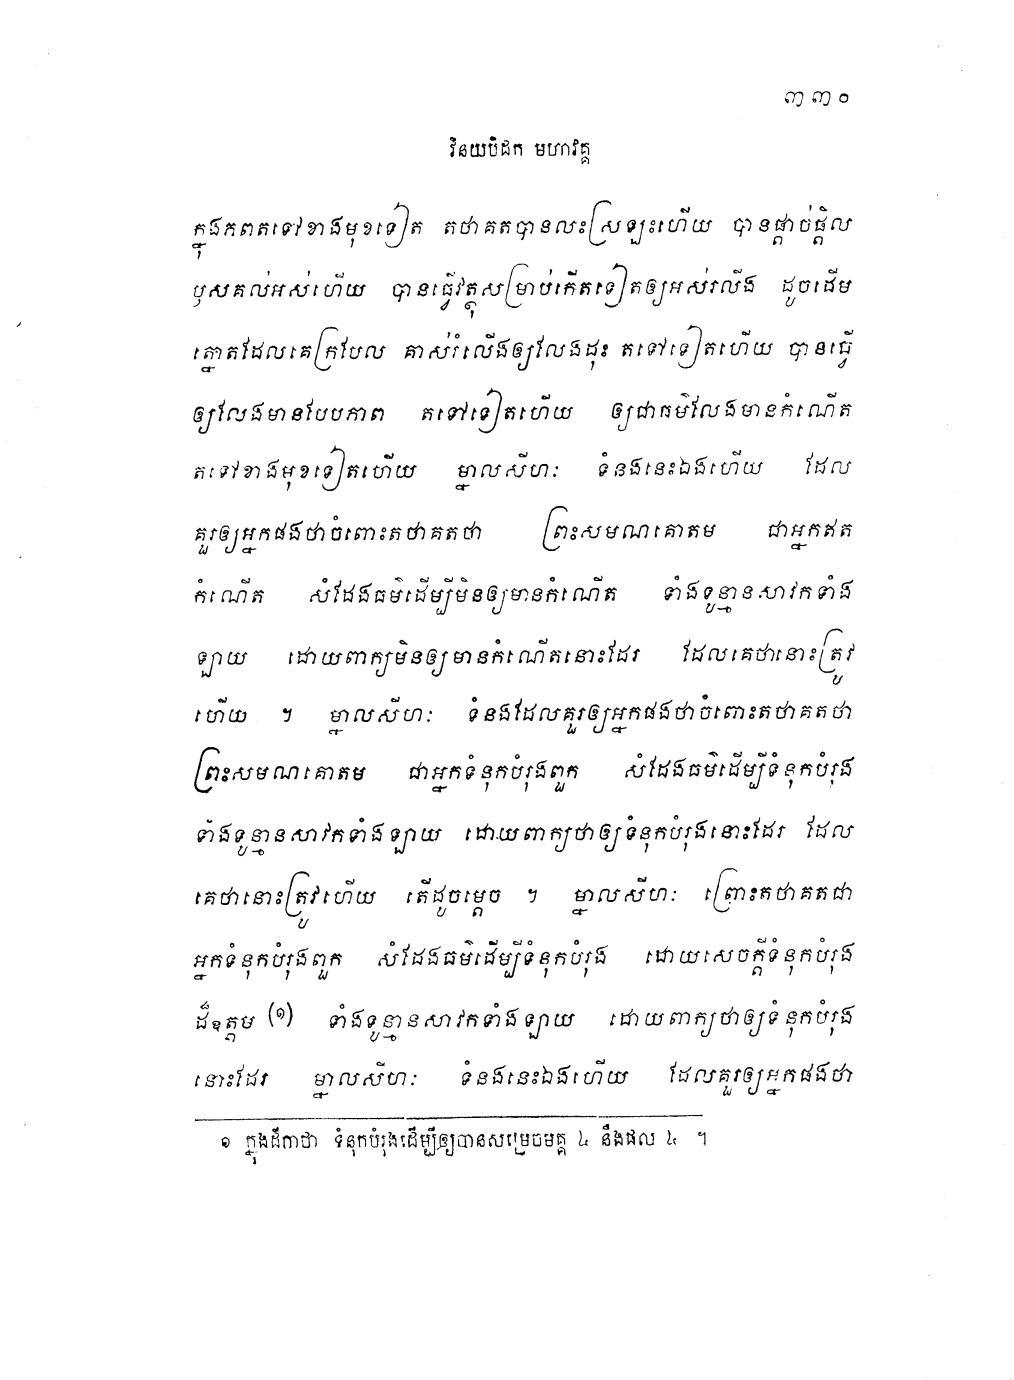 ៣៣០
វិនយបិដក មហាវគ្គ
ក្នុងភពតទៅខាងមុខទៀត តថាគតបានលះស្រឡះហើយ បានផ្តាច់ផ្តិល
ឫសគល់អស់ហើយ បានធ្វើវត្ថុសម្រាប់កើតទៀតឲ្យអស់រលីង ដូចដើម
ត្នោតដែលគេក្របែល គាស់រំលើងឲ្យលែងដុះ តទៅទៀតហើយ បានធ្វើ
ឲ្យលែងមានបែបភាព តទៅទៀតហើយ ឲ្យជាធម៌លែងមានកំណើត
តទៅខាងមុខទៀតហើយ ម្នាលសីហៈ ទំនងនេះឯងហើយ ដែល
គួរឲ្យអ្នកផងថាចំពោះតថាគតថា ព្រះសមណគោតម ជាអ្នកឥត
កំណើត សំដែងធម៌ដើម្បីមិនឲ្យមានកំណើត ទាំងទូន្មានសាវកទាំង
ឡាយ ដោយពាក្យមិនឲ្យមានកំណើតនោះដែរ ដែលគេថានោះត្រូវ
ហើយ ។ ម្នាលសីហៈ ទំនងដែលគួរឲ្យអ្នកផងថាចំពោះតថាគតថា
ព្រះសមណគោតម ជាអ្នកទំនុកបំរុងពួក សំដែងធម៌ដើម្បីទំនុកបំរុង
ទាំងទូន្មានសាវកទាំងឡាយ ដោយពាក្យថាឲ្យទំនុកបំរុងនោះដែរ ដែល
គេថានោះត្រូវហើយ តើដូចម្តេច ។ ម្នាលសីហៈ ព្រោះតថាគតជា
អ្នកទំនុកបំរុងពួក សំដែងធម៌ដើម្បីទំនុកបំរុង ដោយសេចក្តីទំនុកបំរុង
ដ៏ឧត្តម (១) ទាំងទូន្មានសាវកទាំងឡាយ ដោយពាក្យថាឲ្យទំនុកបំរុង
នោះដែរ ម្នាលសីហៈ ទំនងនេះឯងហើយ ដែលគួរឲ្យអ្នកផងថា
១ ក្នុងដីកាថា ទំនុកបំរុងដើម្បីឲ្យបានសម្រេចមគ្គ ៤ នឹងផល ៤ ។